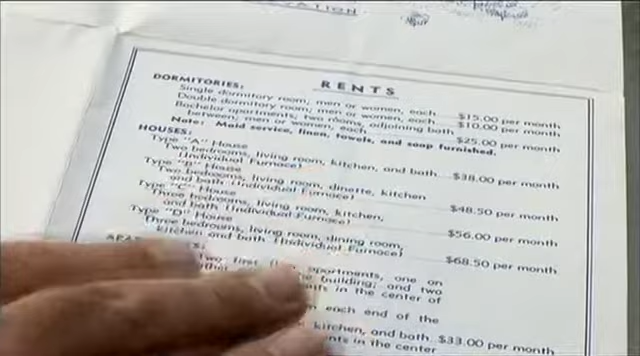 RENTS
DORMITORIES:
Single dormitory room, men or women, each $15.00 per month
Double dormitory room, men or women, each $10.00 per month
Bachelor apartments, two rooms, adjoining bath
between, men or women, each $25.00 per month
Note: Maid service, linen, towels, and soap furnished.
HOUSES:
Type "A" House
Two bedrooms, living room, kitchen, and bath $38.00 per month
(Individual Furnace)
Type "B" House
Two bedrooms, living room, dinette, kitchen
and bath (Individual Furnace) $48.50 per month
Type "C" House
Three bedrooms, living room, kitchen,
and bath (Individual Furnace) $56.00 per month
Type "D" House
Three bedrooms, living room, dining room,
kitchen and bath (Individual Furnace) $68.50 per month
Two first apartments, one on
building; and two
in the center of
each end of the
kitchen, and bath $33.00 per month
in the center